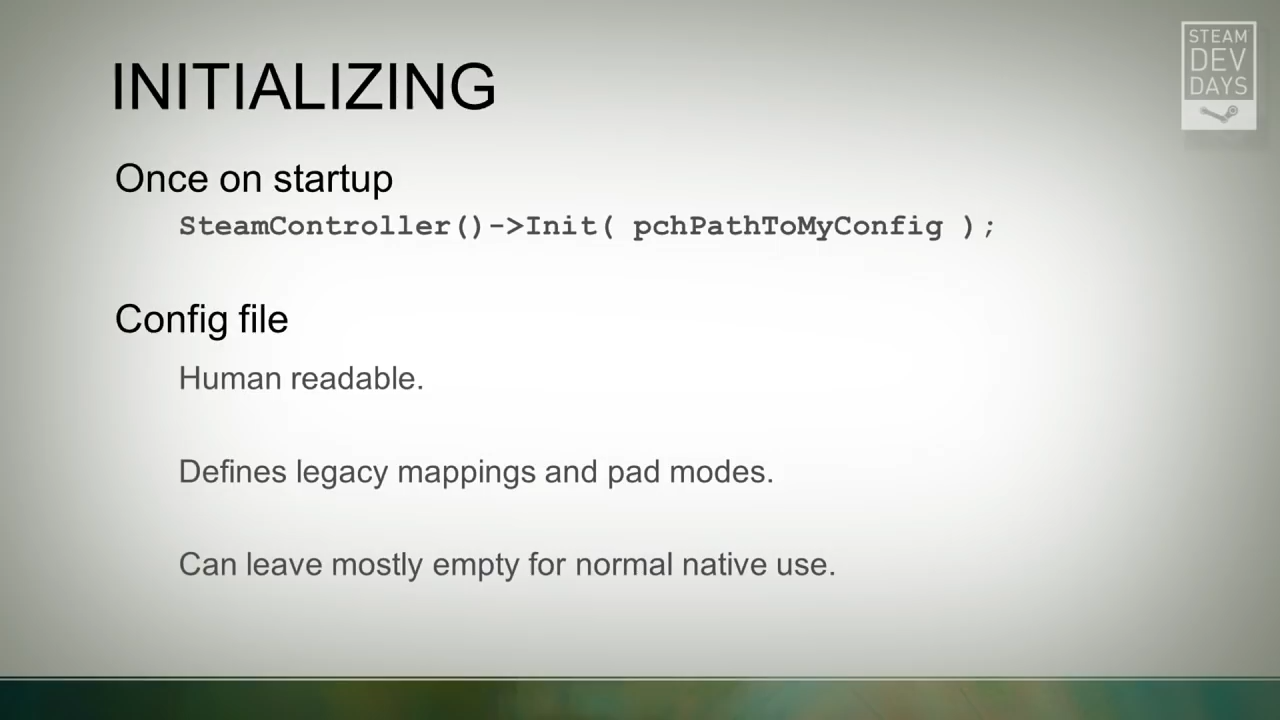 INITIALIZING
STEAM
DEV
DAYS
Once on startup
SteamController()->Init( pchPathToMyConfig );
Config file
Human readable.
Defines legacy mappings and pad modes.
Can leave mostly empty for normal native use.